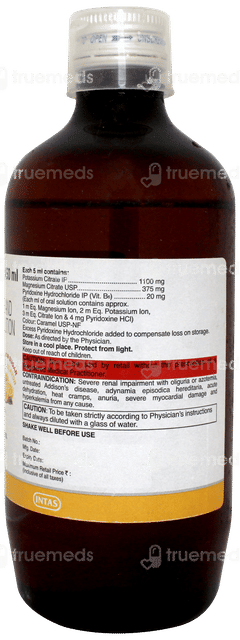 truemeds
50 ml
Each 5 ml contains:
Potassium Citrate IP 1100 mg
Magnesium Citrate USP 375 mg
Pyridoxine Hydrochloride IP (Vit. B₆) 20 mg
(Each ml of oral solution contains approx.
1 m Eq. Magnesium Ion, 2 m Eq. Potassium Ion,
3 m Eq. Citrate Ion & 4 mg Pyridoxine HCl)
Colour: Caramel USP-NF
Excess Pyridoxine Hydrochloride added to compensate loss on storage.
Dose: As directed by the Physician.
Store in a cool place. Protect from light.
Keep out of reach of children.
by retail without
Practitioner.
CONTRAINDICATION: Severe renal impairment with oliguria or azotemia,
untreated Addison's disease, adynamia episodica hereditaria, acute
dehydration, heat cramps, anuria, severe myocardial damage and
hyperkalemia from any cause.
CAUTION: To be taken strictly according to Physician's instructions
and always diluted with a glass of water.
SHAKE WELL BEFORE USE
Batch No.:
Mfg. Date:
Expiry Date:
Maximum Retail Price ₹ :
(Inclusive of all taxes)
INTAS
truemeds